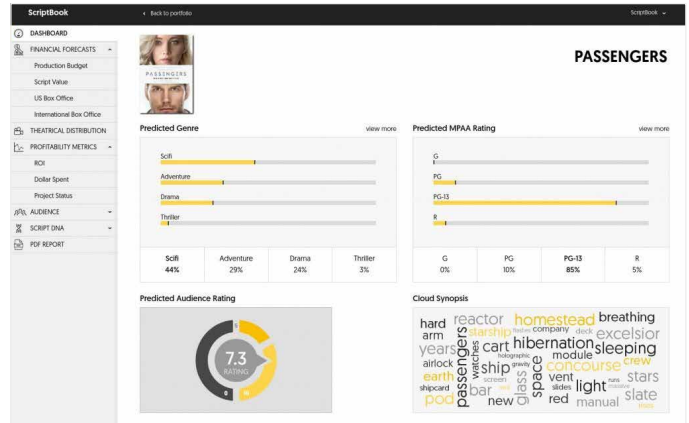 ScriptBook
‹ Back to portfolio
ScriptBook
DASHBOARD
FINANCIAL FORECASTS
Production Budget
Script Value
US Box Office
International Box Office
THEATRICAL DISTRIBUTION
PROFITABILITY METRICS
ROI
Dollar Spent
Project Status
AUDIENCE
SCRIPT DNA
PDF REPORT
PASSENGERS
PASSENGERS
Predicted Genre
view more
Scifi
Adventure
Drama
Thriller
Scifi Adventure Drama Thriller
44% 29% 24% 3%
Predicted MPAA Rating
view more
G
PG
PG-13
R
G PG PG-13 R
0% 10% 85% 5%
Predicted Audience Rating
7.3
RATING
Cloud Synopsis
hard
reactor
homestead
breathing
arm
starship
company
deck
excelsior
years
passengers
watches
cart
hibernation
sleeping
airlock
holographic
module
crew
earth
ship
gravity
space
concourse
shipcard
screen
glass
vent
runs
stars
pod
bar
slides
light
new
red
manual
slate